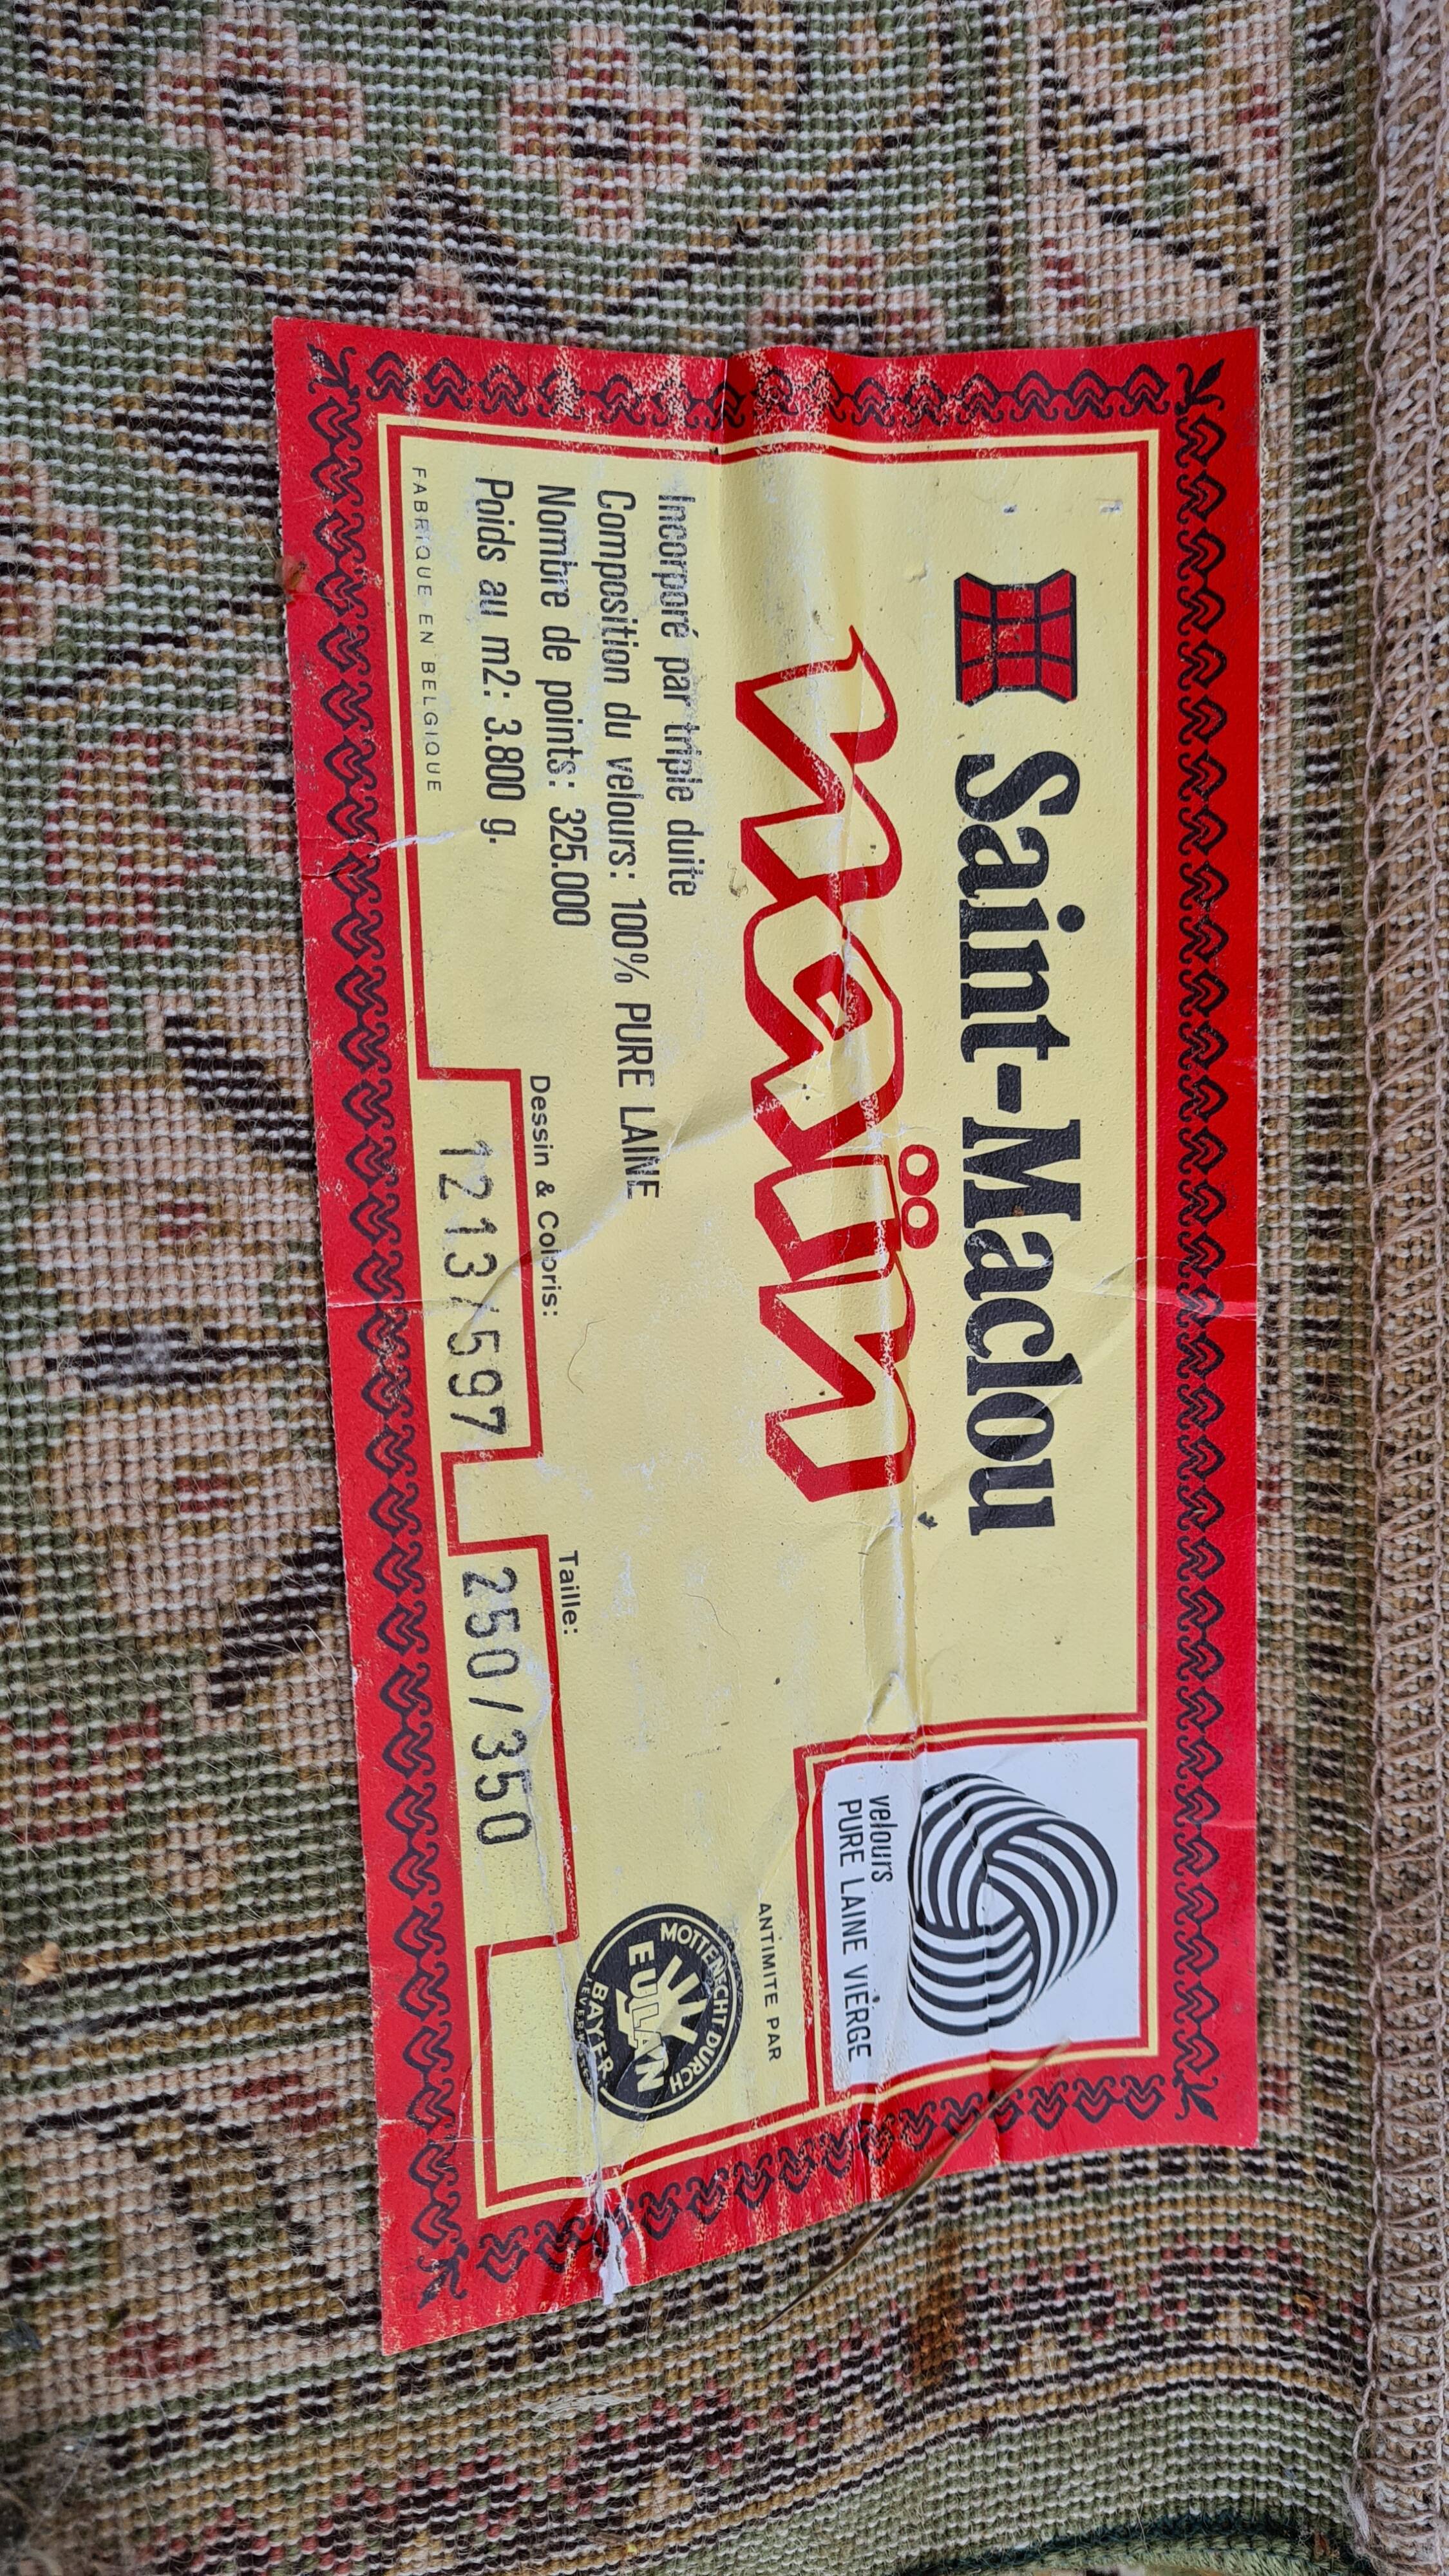 Saint-Maclou
naïn
Incorporé par triple duite
Composition du velours: 100% PURE LAINE
Nombre de points: 325.000
Poids au m2: 3.800 g.
FABRIQUE EN BELGIQUE
Dessin & Coloris:
1213/597
Taille:
250/350
velours
PURE LAINE VIERGE
ANTIMITE PAR
MOTTENECHT DURCH
EULAN
BAYER